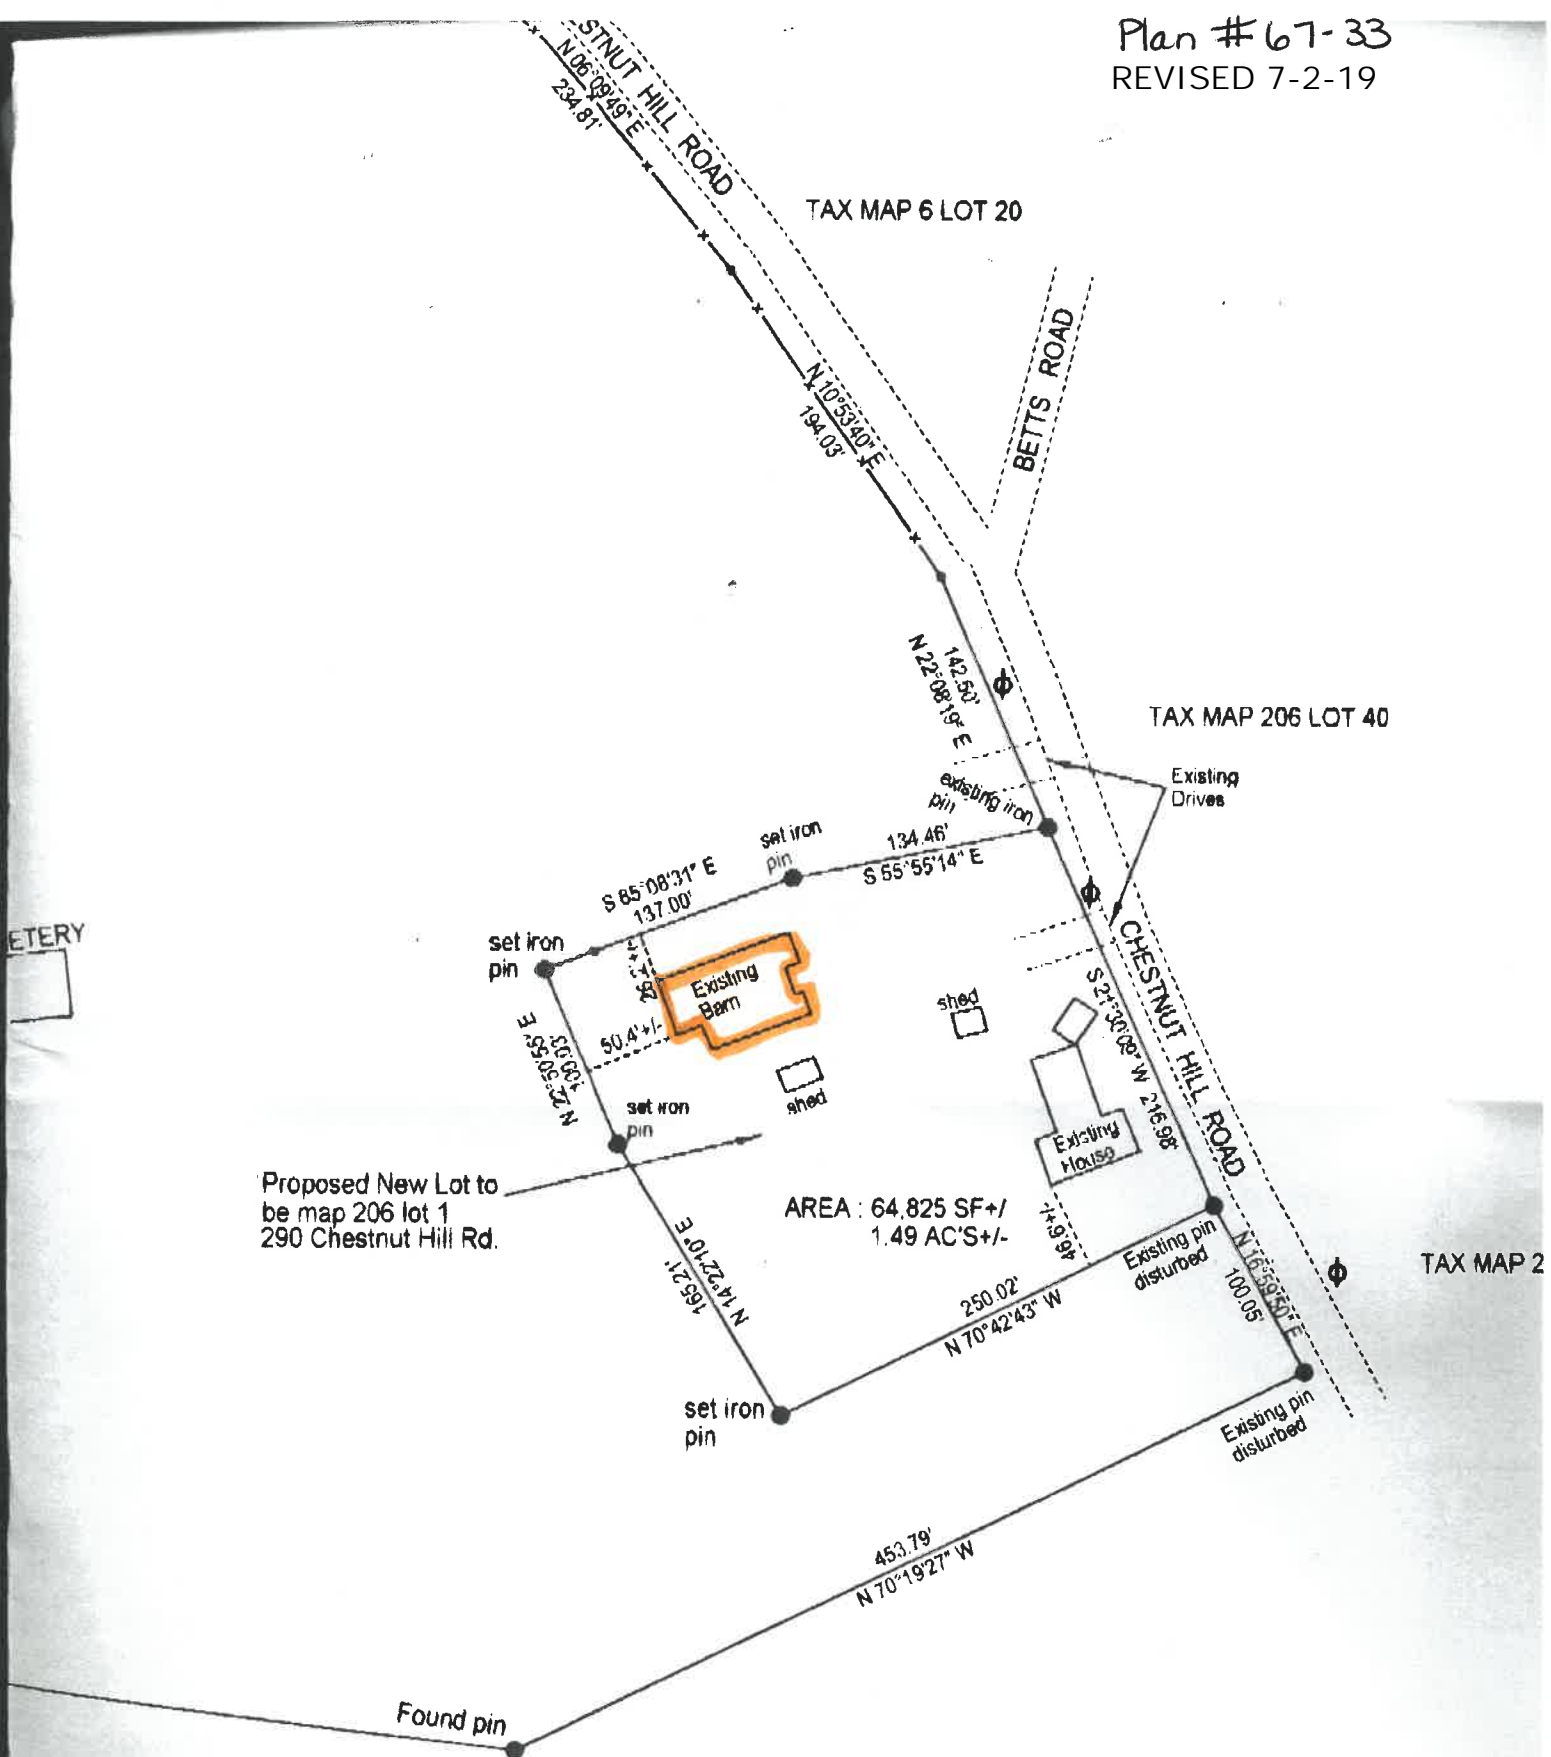 Plan # 67-33
REVISED 7-2-19
STNUT HILL ROAD
N 06°09'49" E
234.81'
TAX MAP 6 LOT 20
BETTS ROAD
N 10°53'40" E
194.03'
142.50'
N 22°08'19" E
TAX MAP 206 LOT 40
Existing
Drives
existing iron
pin
134.46'
S 65°55'14" E
set iron
pin
S 85°08'31" E
137.00'
ETERY
set iron
pin
Existing
Barn
50.4'+/-
N 22°50'55" E
100.03'
shed
shed
CHESTNUT HILL ROAD
S 21°30'09" W 216.98'
set iron
pin
Existing
House
Proposed New Lot to
be map 206 lot 1
290 Chestnut Hill Rd.
AREA : 64,825 SF+/
1.49 AC'S+/-
46.6'+/-
N 14°22'10" E
165.21'
Existing pin
disturbed
N 16°59'50" E
100.05'
TAX MAP 2
250.02'
N 70°42'43" W
set iron
pin
Existing pin
disturbed
453.79'
N 70°19'27" W
Found pin